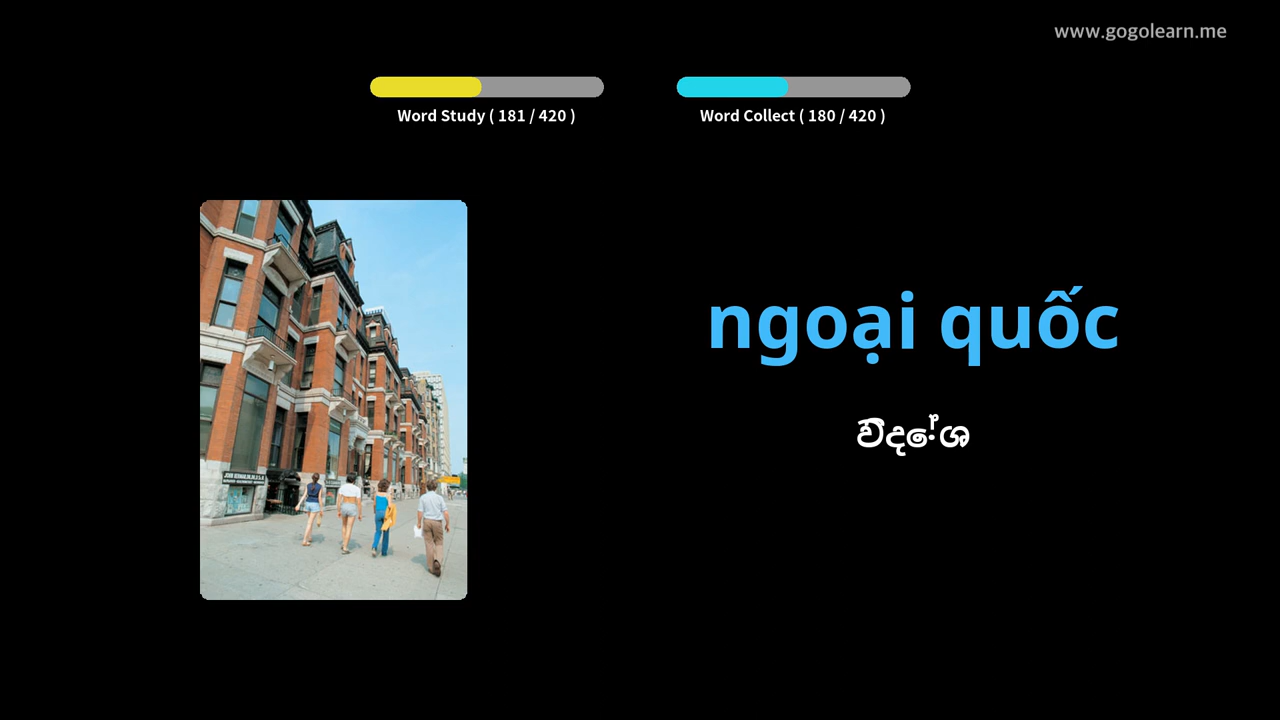 www.gogolearn.me
Word Study ( 181 / 420 )
Word Collect ( 180 / 420 )
ngoại quốc
විදේශ